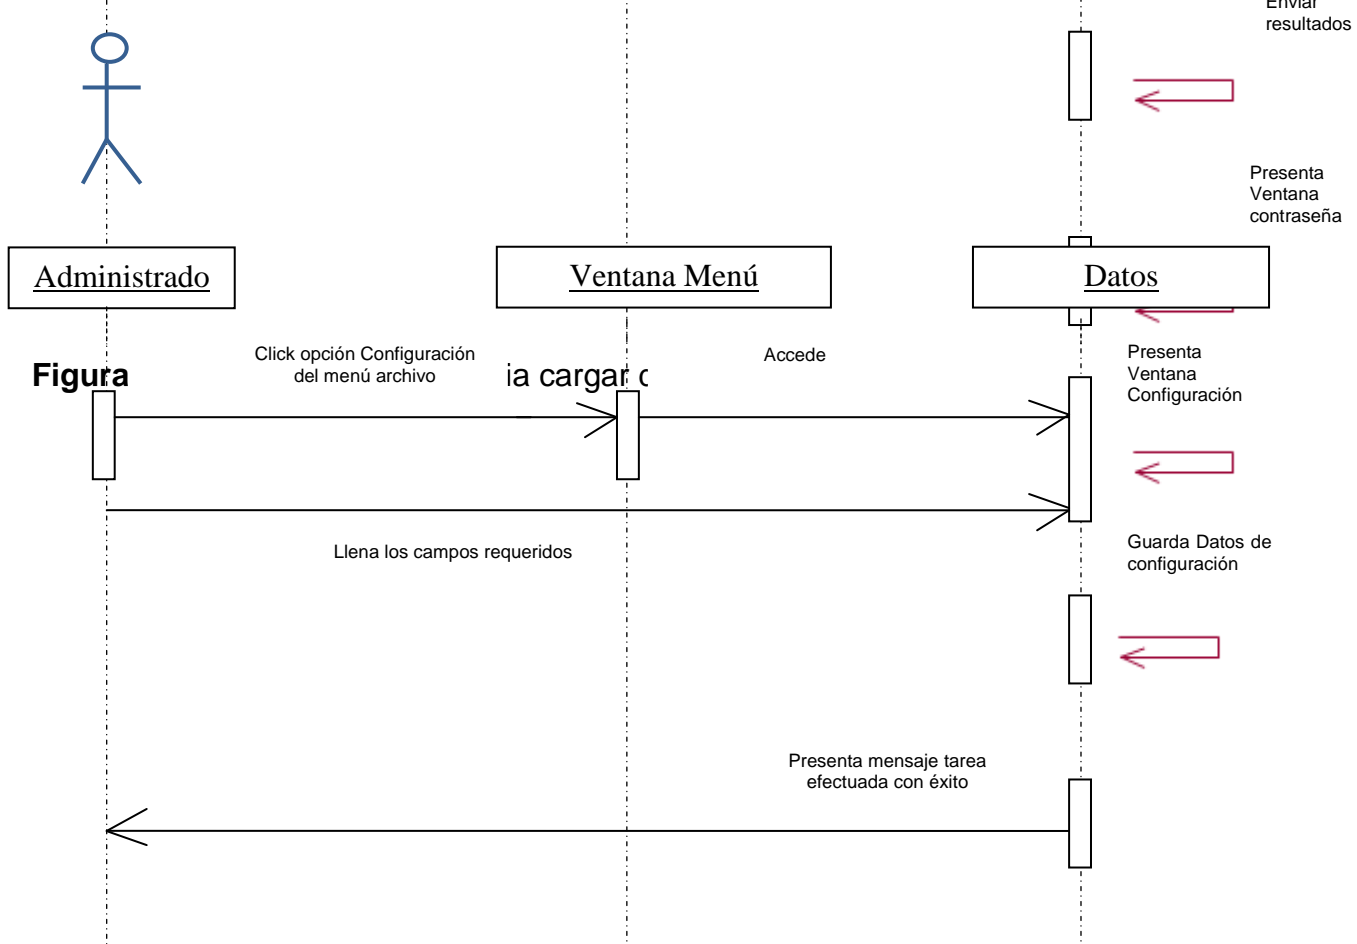 Enviar
resultados
Presenta
Ventana
contraseña
Administrado
Ventana Menú
Datos
Click opción Configuración
del menú archivo
Accede
Presenta
Ventana
Configuración
Figura
cargar
Llena los campos requeridos
Guarda Datos de
configuración
Presenta mensaje tarea
efectuada con éxito